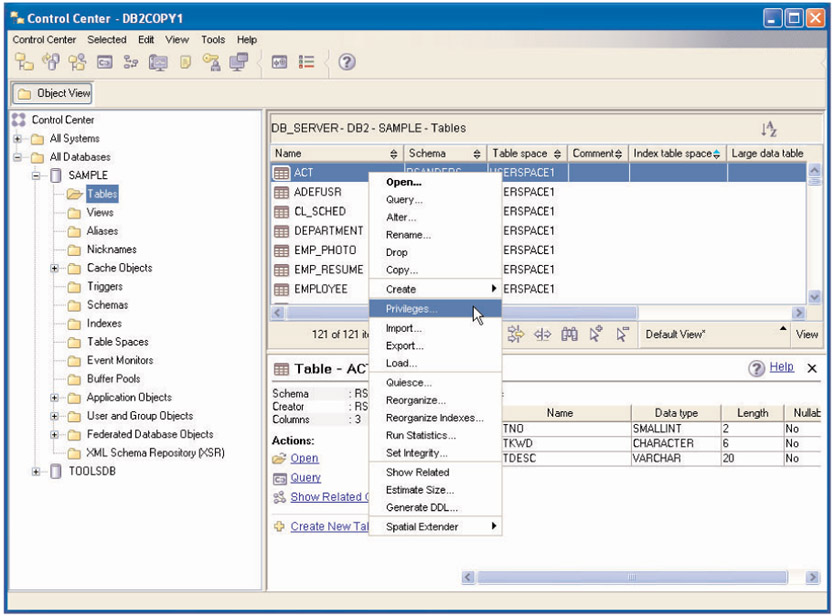 Control Center - DB2COPY1
Control Center Selected Edit View Tools Help
Object View
Control Center
All Systems
All Databases
SAMPLE
Tables
Views
Aliases
Nicknames
Cache Objects
Triggers
Schemas
Indexes
Table Spaces
Event Monitors
Buffer Pools
Application Objects
User and Group Objects
Federated Database Objects
XML Schema Repository (XSR)
TOOLSDB
DB_SERVER - DB2 - SAMPLE - Tables
Name Schema Table space Comment Index table space Large data table
ACT RSANDERS USERSPACE1
ADEFUSR ERSPACE1
CL_SCHED ERSPACE1
DEPARTMENT ERSPACE1
EMP_PHOTO ERSPACE1
EMP_RESUME ERSPACE1
EMPLOYEE ERSPACE1
121 of 121 it
Default View* View
Open...
Query...
Alter...
Rename...
Drop
Copy...
Create
Privileges...
Import...
Export...
Load...
Quiesce...
Reorganize...
Reorganize Indexes...
Run Statistics...
Set Integrity...
Show Related
Estimate Size...
Generate DDL...
Spatial Extender
Table - AC
Help
Schema : RS
Creator : RS
Columns : 3
Actions:
Open
Query
Show Related
Create New Ta
Name Data type Length Nullab
TNO SMALLINT 2 No
TKWD CHARACTER 6 No
TDESC VARCHAR 20 No